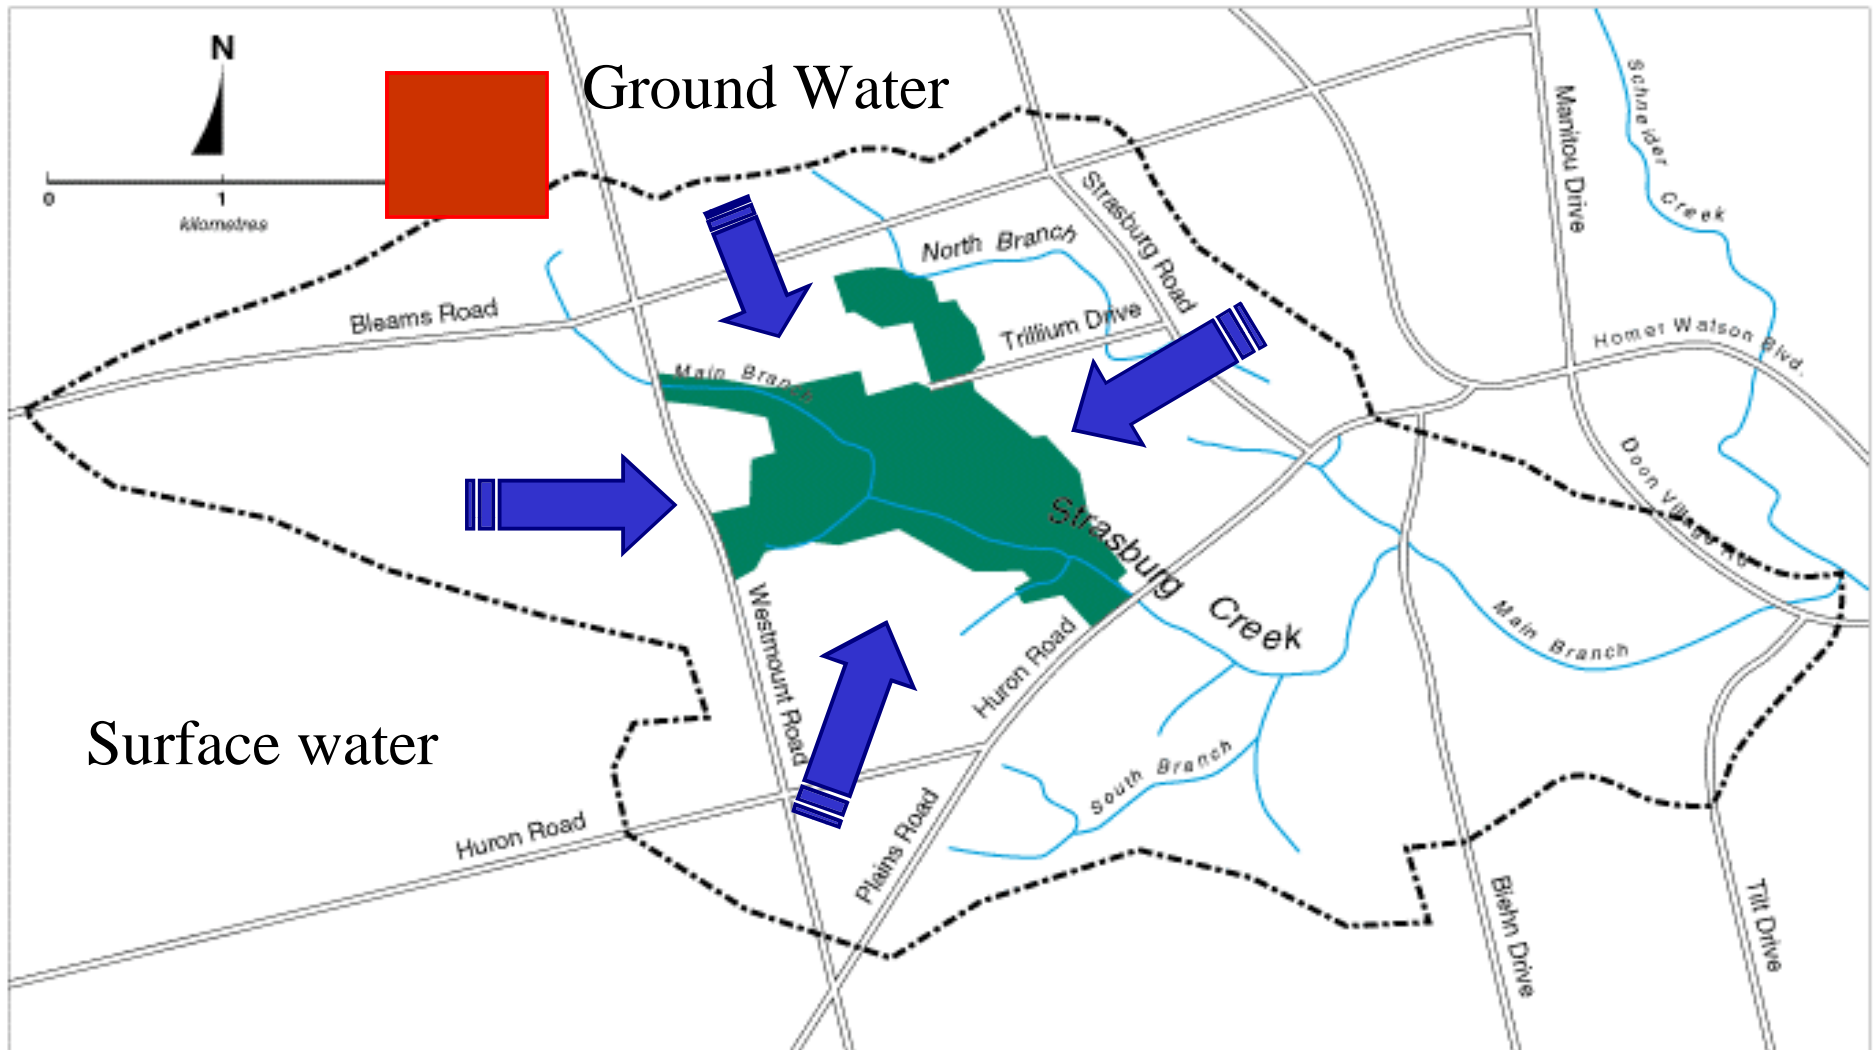 N
Ground Water
0
1
kilometres
Schneider Creek
Manitou Drive
Strasburg Road
North Branch
Bleams Road
Trillium Drive
Homer Watson Blvd.
Main Branch
Doon Village Rd
Strasburg Creek
Main Branch
Westmount Road
Huron Road
Surface water
South Branch
Huron Road
Plains Road
Biehn Drive
Tilt Drive